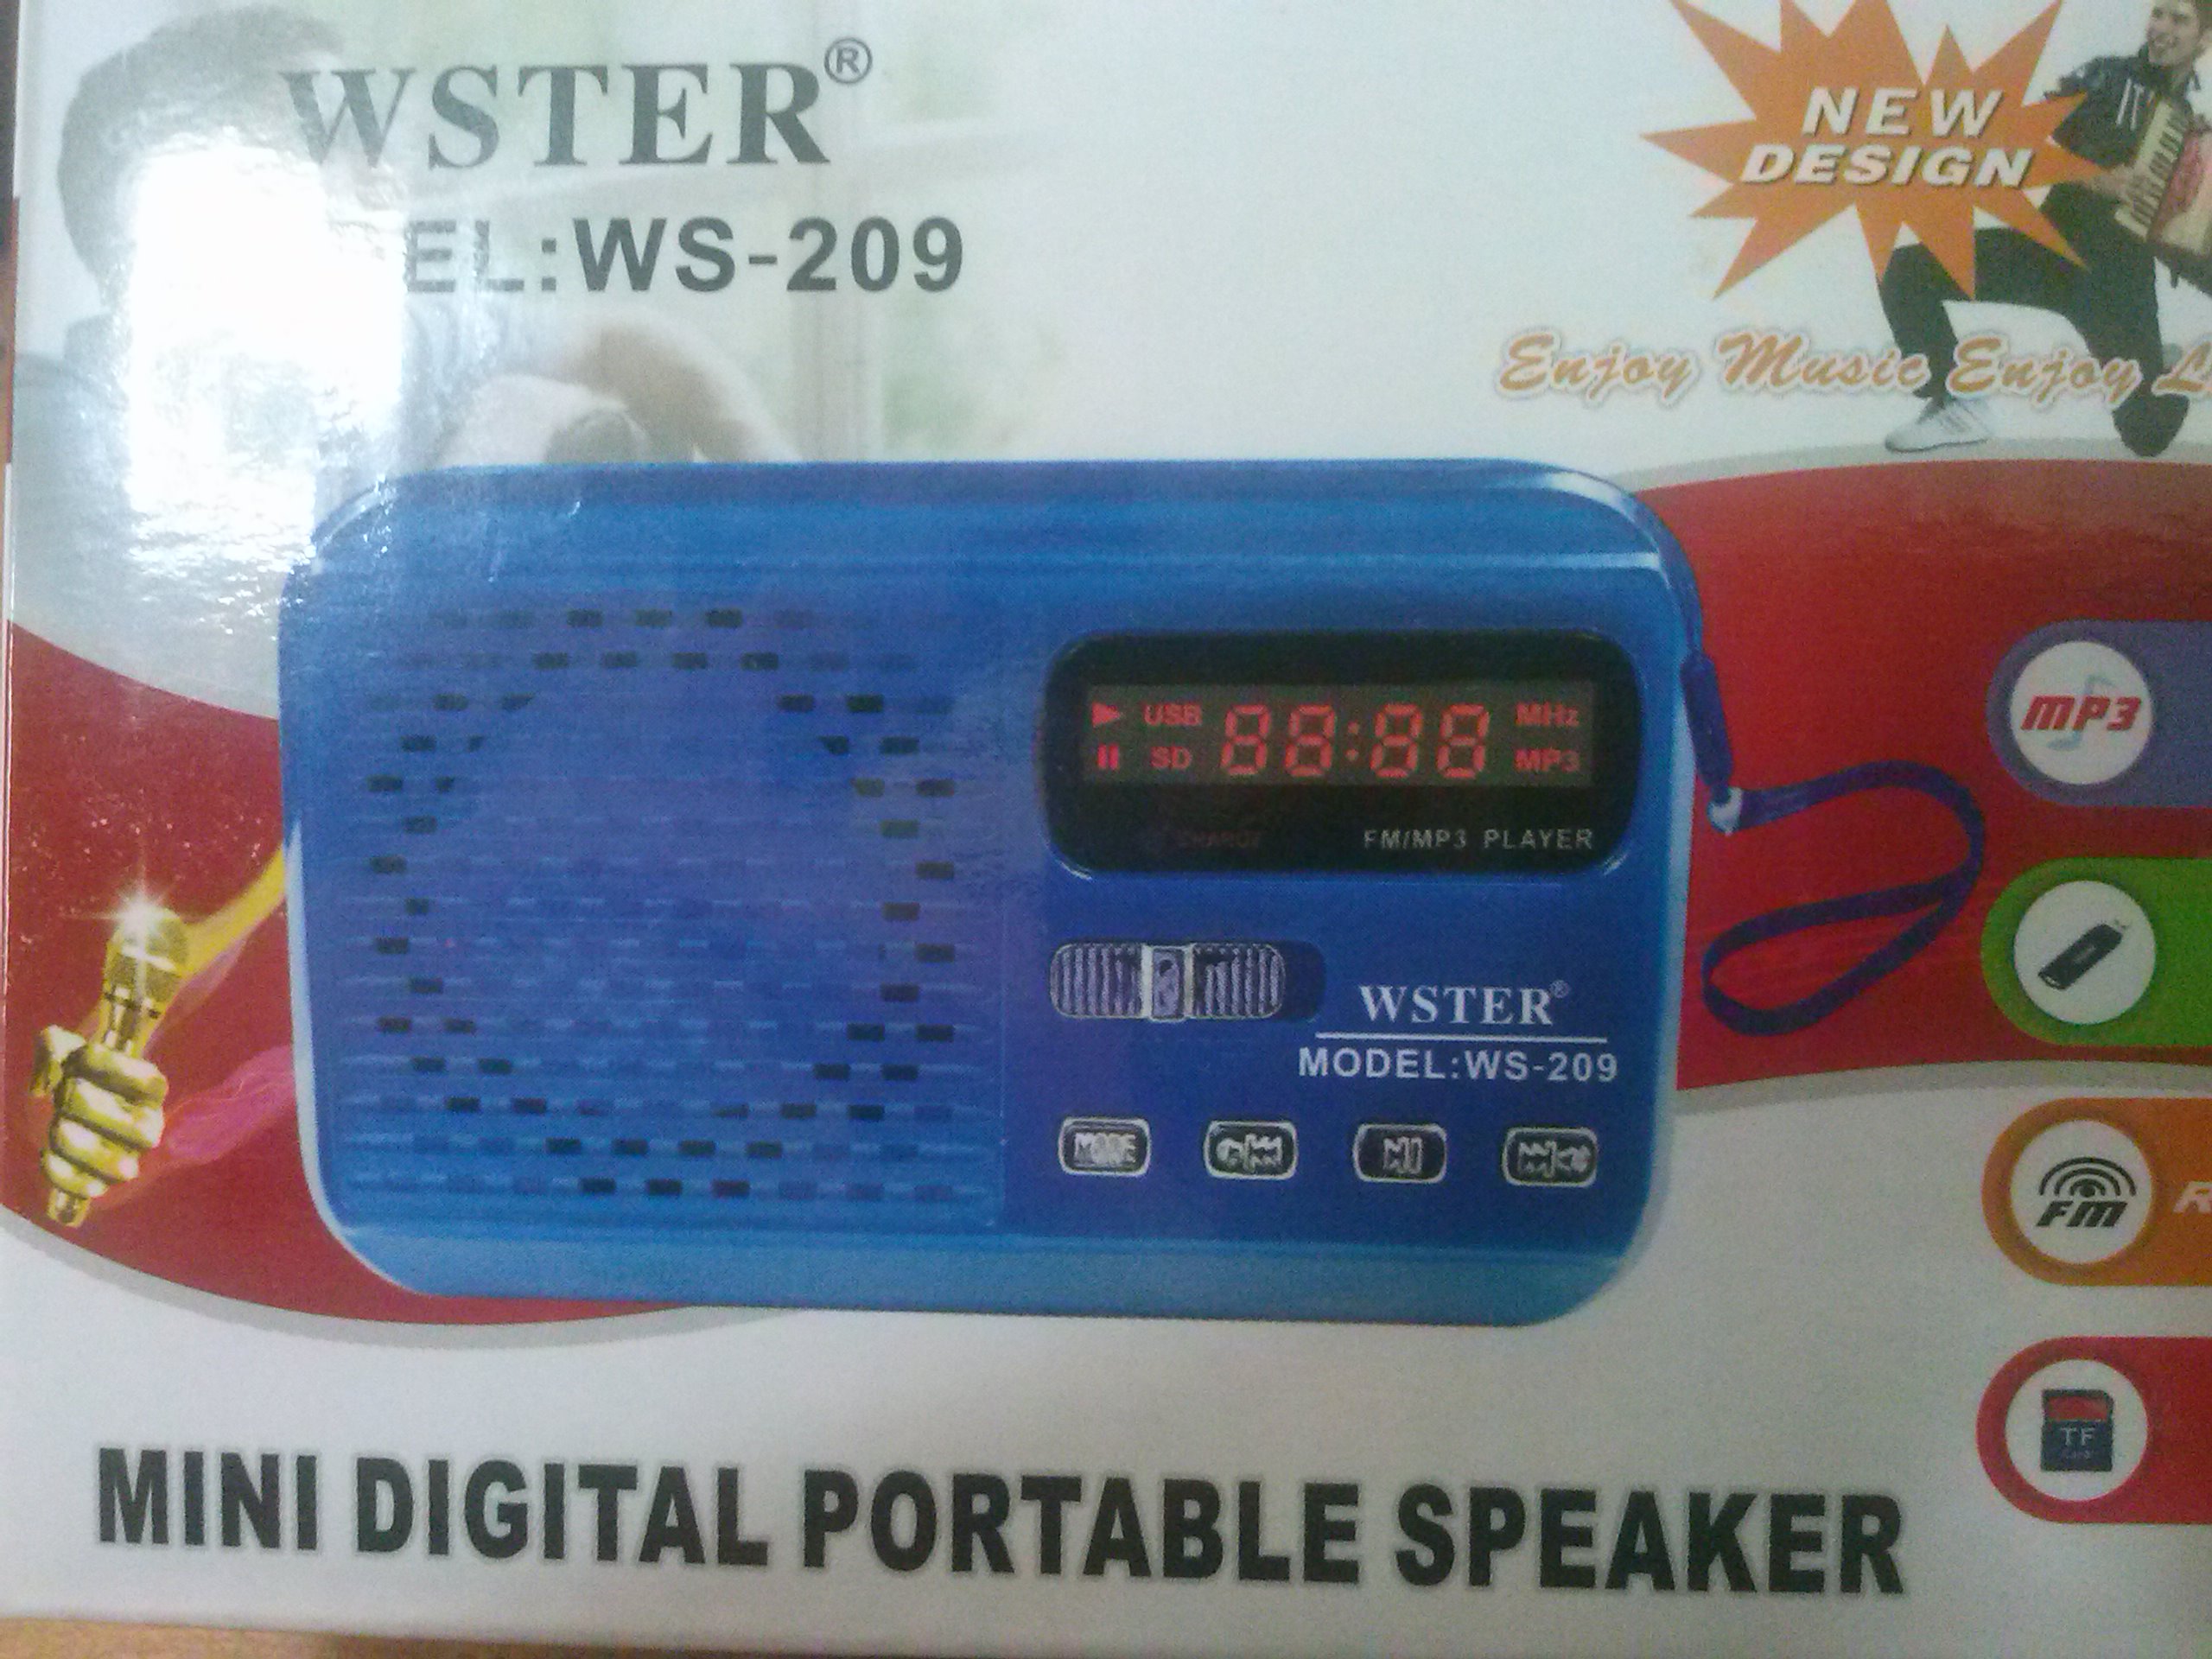 WSTER®
EL:WS-209
NEW
DESIGN
Enjoy Music Enjoy L
USB 88:88 MHz
SD MP3
CHARGE FM/MP3 PLAYER
WSTER®
MODEL:WS-209
MODE
MP3
FM
R
TF
MINI DIGITAL PORTABLE SPEAKER